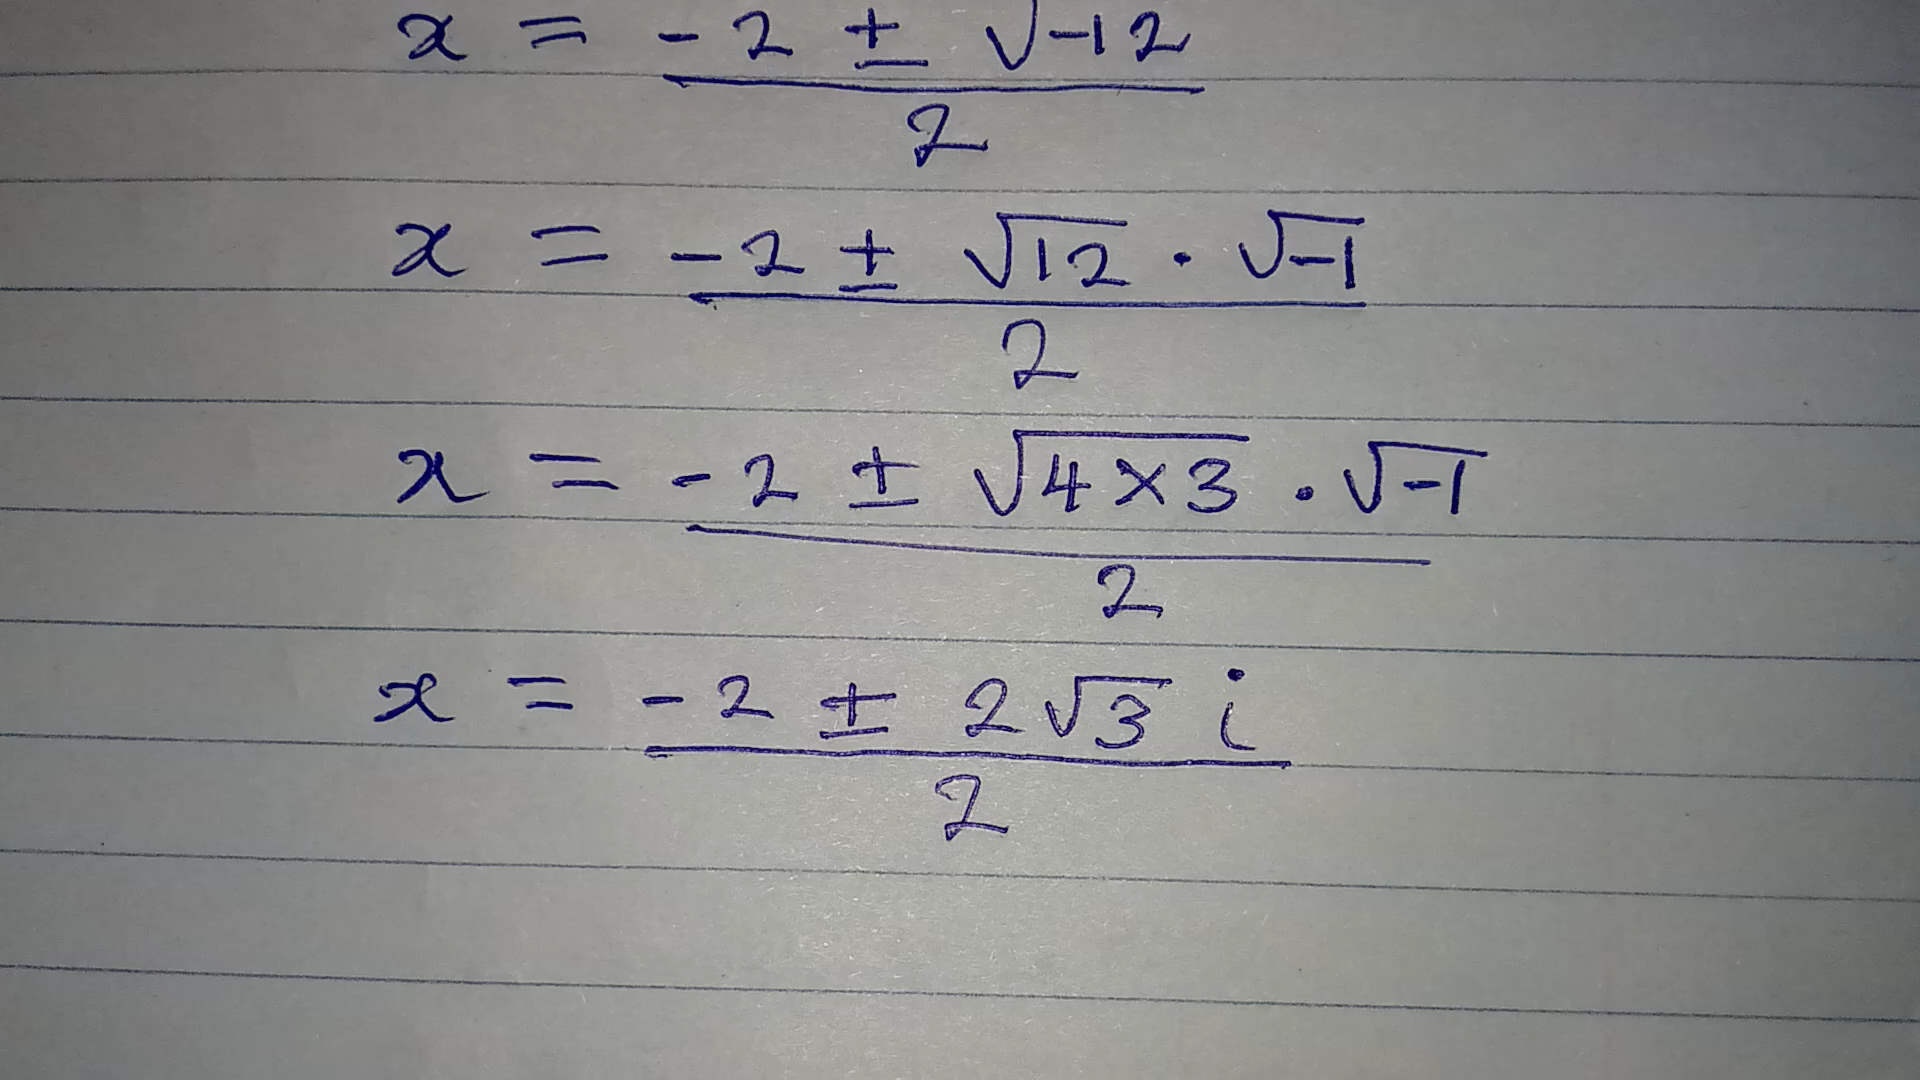 x = -2 ± √-12
2
x = -2 ± √12 · √-1
2
x = -2 ± √4×3 · √-1
2
x = -2 ± 2√3 i
2